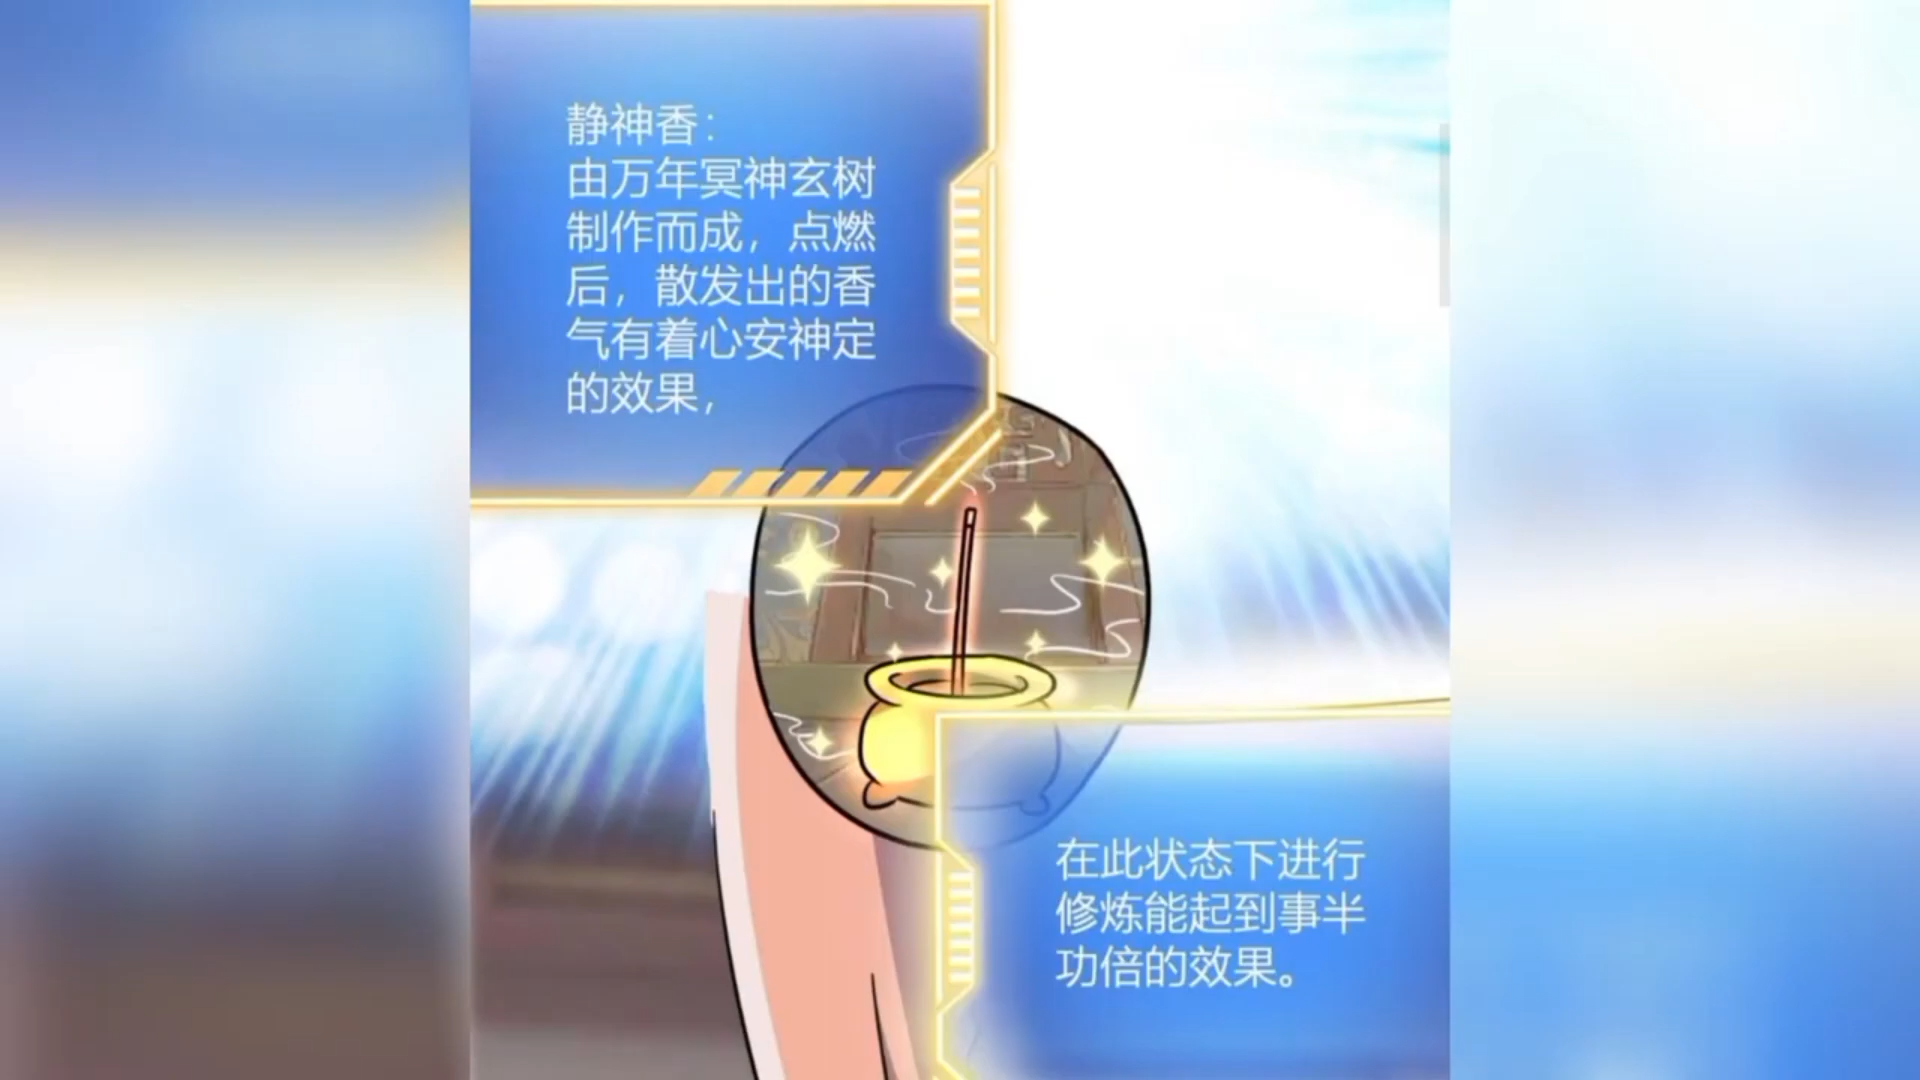 静神香：
由万年冥神玄树
制作而成，点燃
后，散发出的香
气有着心安神定
的效果，
在此状态下进行
修炼能起到事半
功倍的效果。